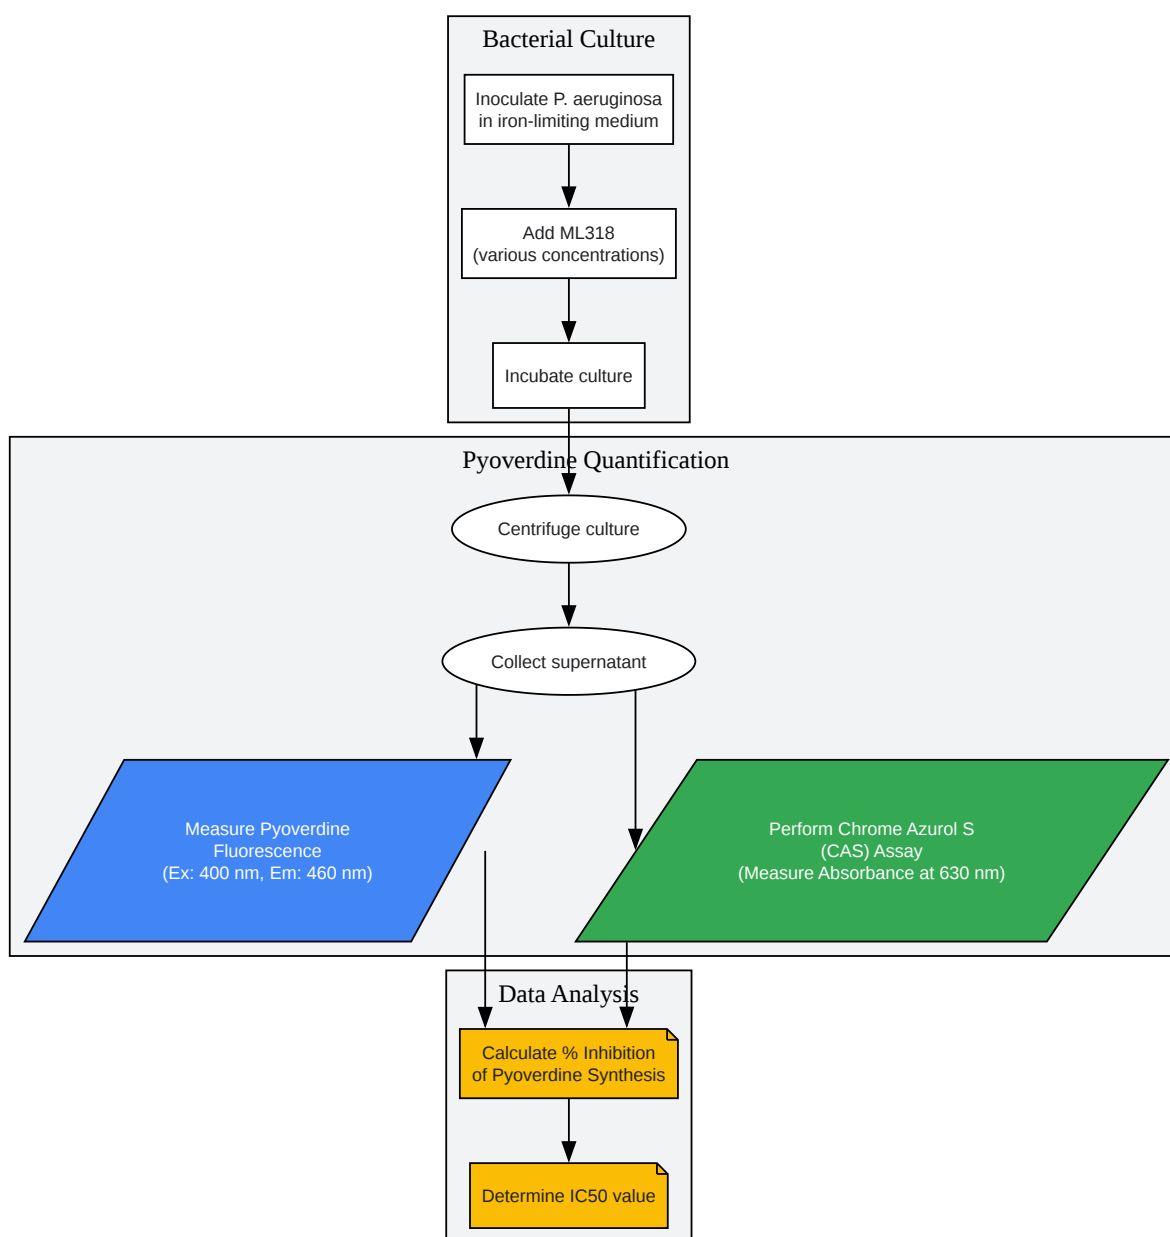 Bacterial Culture
Inoculate P. aeruginosa
in iron-limiting medium
Add ML318
(various concentrations)
Incubate culture
Pyoverdine Quantification
Centrifuge culture
Collect supernatant
Measure Pyoverdine
Fluorescence
(Ex: 400 nm, Em: 460 nm)
Perform Chrome Azurol S
(CAS) Assay
(Measure Absorbance at 630 nm)
Data Analysis
Calculate % Inhibition
of Pyoverdine Synthesis
Determine IC50 value